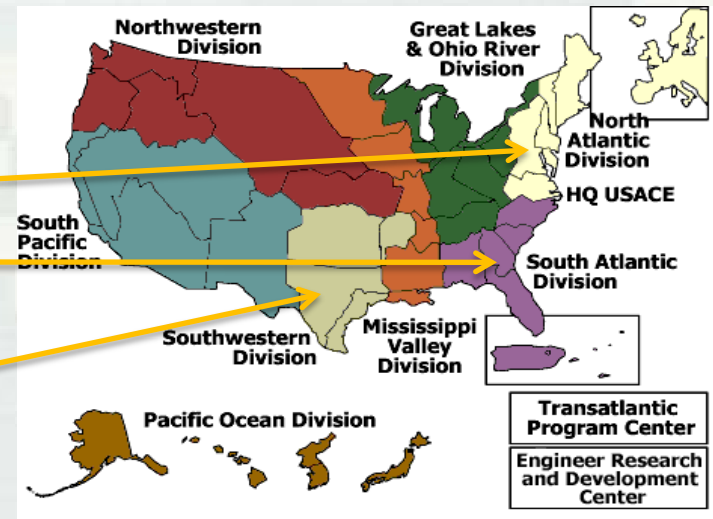 Northwestern
Division
Great Lakes
& Ohio River
Division
North
Atlantic
Division
HQ USACE
South
Pacific
Division
South Atlantic
Division
Southwestern
Division
Mississippi
Valley
Division
Pacific Ocean Division
Transatlantic
Program Center
Engineer Research
and Development
Center